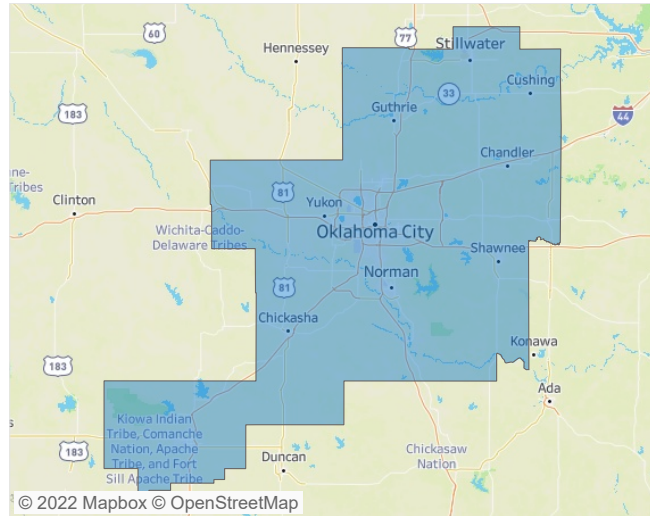 60
Hennessey
77
Stillwater
Cushing
183
33
Guthrie
44
Chandler
ne-
Tribes
81
Clinton
Yukon
Wichita-Caddo-
Delaware Tribes
Oklahoma City
Shawnee
Norman
81
Chickasha
Konawa
183
Ada
Kiowa Indian
Tribe, Comanche
Nation, Apache
Tribe, and Fort
Sill Apache Tribe
183
Duncan
Chickasaw
Nation
s
© 2022 Mapbox © OpenStreetMap